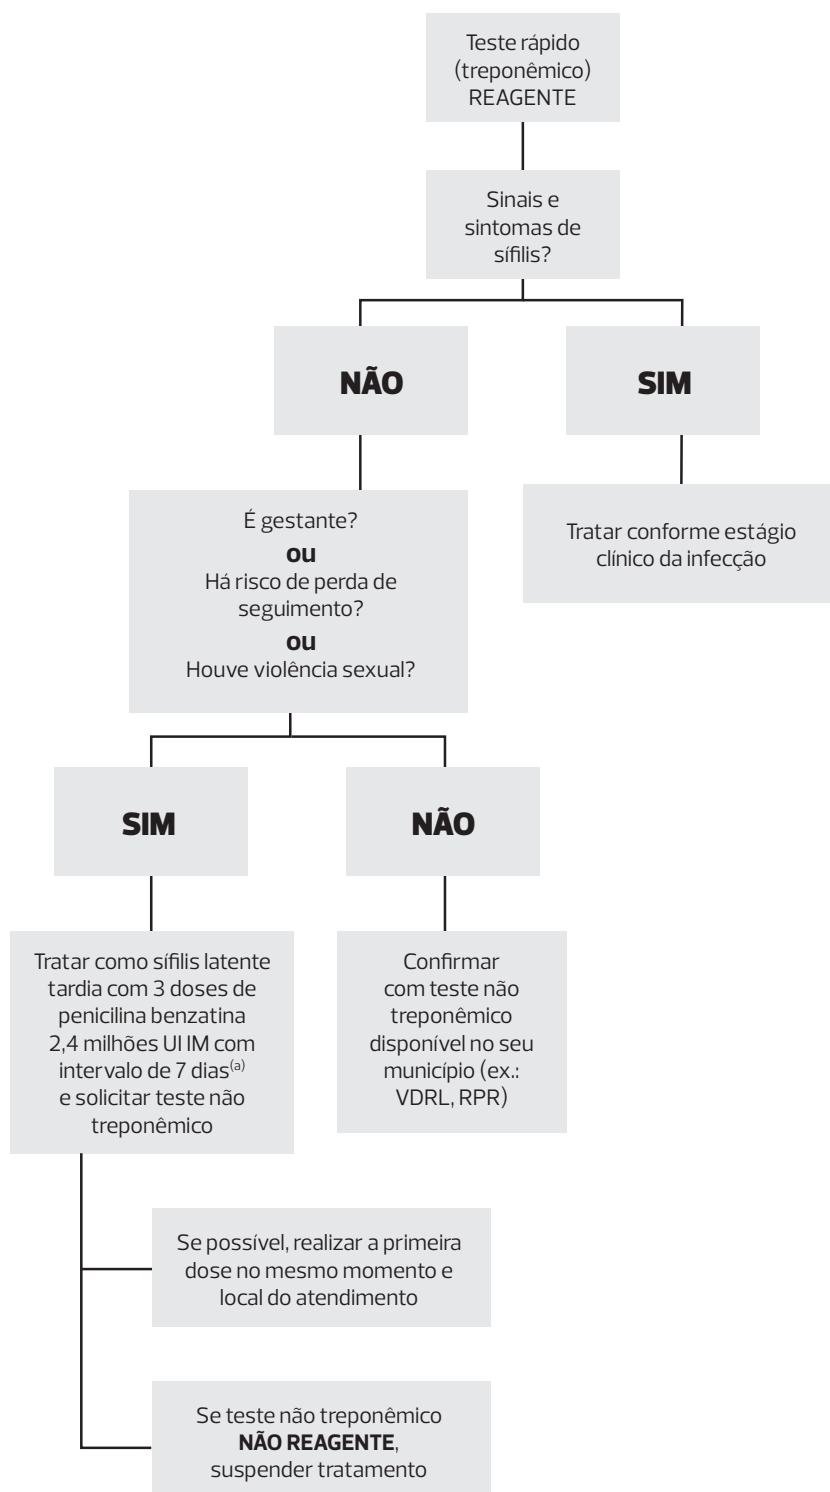 Teste rápido
(treponêmico)
REAGENTE
Sinais e
sintomas de
sífilis?
NÃO
SIM
É gestante?
ou
Há risco de perda de
seguimento?
ou
Houve violência sexual?
Tratar conforme estágio
clínico da infecção
SIM
NÃO
Tratar como sífilis latente
tardia com 3 doses de
penicilina benzatina
2,4 milhões UI IM com
intervalo de 7 dias(a)
e solicitar teste não
treponêmico
Confirmar
com teste não
treponêmico
disponível no seu
município (ex.:
VDRL, RPR)
Se possível, realizar a primeira
dose no mesmo momento e
local do atendimento
Se teste não treponêmico
NÃO REAGENTE,
suspender tratamento